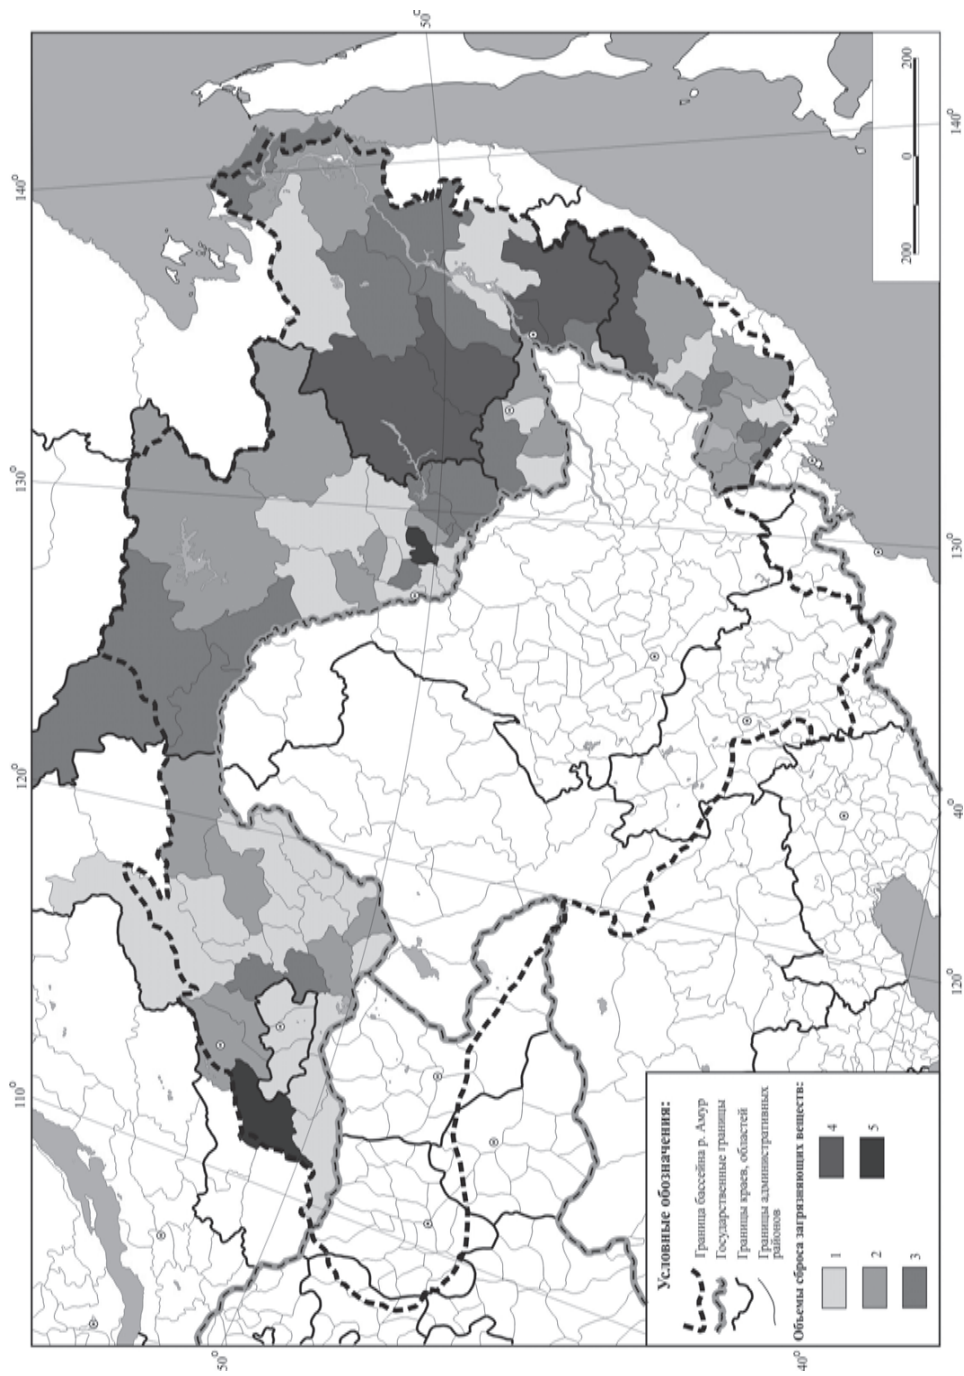 50°
140°
130°
120°
110°
50°
140°
130°
40°
120°
40°
200 0 200
Условные обозначения:
Граница бассейна р. Амур
Государственные границы
Границы краев, областей
Границы административных
районов
Объемы сброса загрязняющих веществ:
1
2
3
4
5